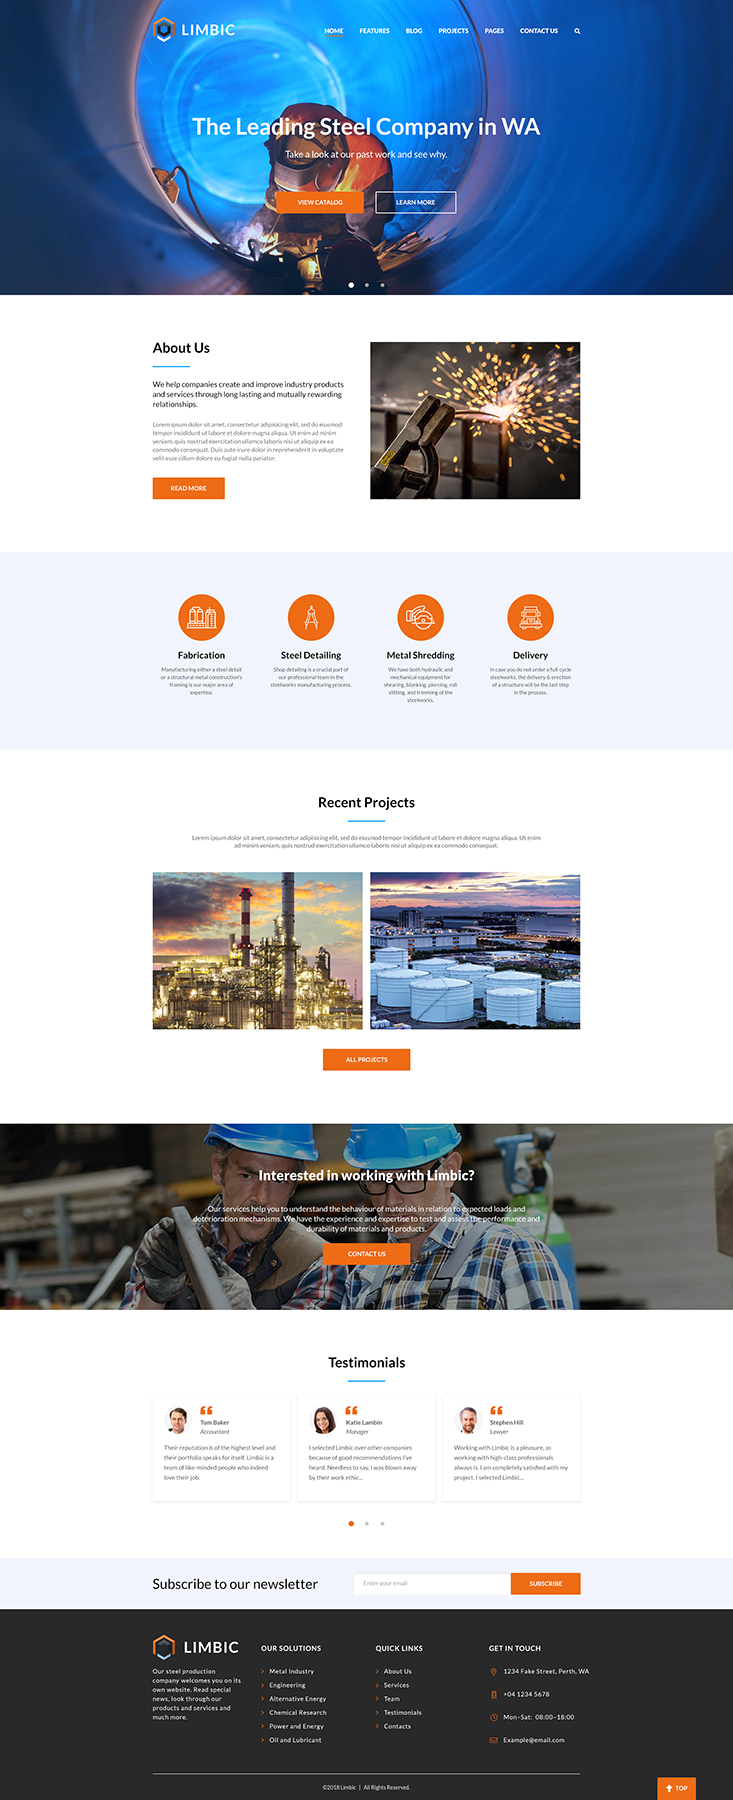 LIMBIC
HOME FEATURES BLOG PROJECTS PAGES CONTACT US
The Leading Steel Company in WA
Take a look at our past work and see why.
VIEW CATALOG
LEARN MORE
About Us
We help companies create and improve industry products
and services through long lasting and mutually rewarding
relationships.
Lorem ipsum dolor sit amet, consectetur adipisicing elit, sed do eiusmod
tempor incididunt ut labore et dolore magna aliqua. Ut enim ad minim
veniam, quis nostrud exercitation ullamco laboris nisi ut aliquip ex ea
commodo consequat. Duis aute irure dolor in reprehenderit in voluptate
velit esse cillum dolore eu fugiat nulla pariatur.
READ MORE
Fabrication
Manufacturing either a steel detail
or a structural metal construction's
framing is our major area of
expertise.
Steel Detailing
Shop detailing is a crucial part of
our professional team in the
steelworks manufacturing process.
Metal Shredding
We have both hydraulic and
mechanical equipment for
shearing, blanking, piercing, roll
slitting, and trimming of the
steelworks.
Delivery
In case you do not order a full-cycle
steelworks, the delivery & erection
of a structure will be the last step
in the process.
Recent Projects
Lorem ipsum dolor sit amet, consectetur adipisicing elit, sed do eiusmod tempor incididunt ut labore et dolore magna aliqua. Ut enim
ad minim veniam, quis nostrud exercitation ullamco laboris nisi ut aliquip ex ea commodo consequat.
ALL PROJECTS
Interested in working with Limbic?
Our services help you to understand the behaviour of materials in relation to expected loads and
deterioration mechanisms. We have the experience and expertise to test and assess the performance and
durability of materials and products.
CONTACT US
Testimonials
Tom Baker
Accountant
Their reputation is of the highest level and
their portfolio speaks for itself. Limbic is a
team of like-minded people who indeed
love their job.
Katie Lambin
Manager
I selected Limbic over other companies
because of good recommendations I've
heard. Needless to say, I was blown away
by their work ethic...
Stephen Hill
Lawyer
Working with Limbic is a pleasure, as
working with high-class professionals
always is. I am completely satisfied with my
project. I selected Limbic...
Subscribe to our newsletter
Enter your email
SUBSCRIBE
LIMBIC
Our steel production
company welcomes you on its
own website. Read special
news, look through our
products and services and
much more.
OUR SOLUTIONS
Metal Industry
Engineering
Alternative Energy
Chemical Research
Power and Energy
Oil and Lubricant
QUICK LINKS
About Us
Services
Team
Testimonials
Contacts
GET IN TOUCH
1234 Fake Street, Perth, WA
+04 1234 5678
Mon–Sat: 08:00–18:00
Example@email.com
©2018 Limbic | All Rights Reserved.
TOP